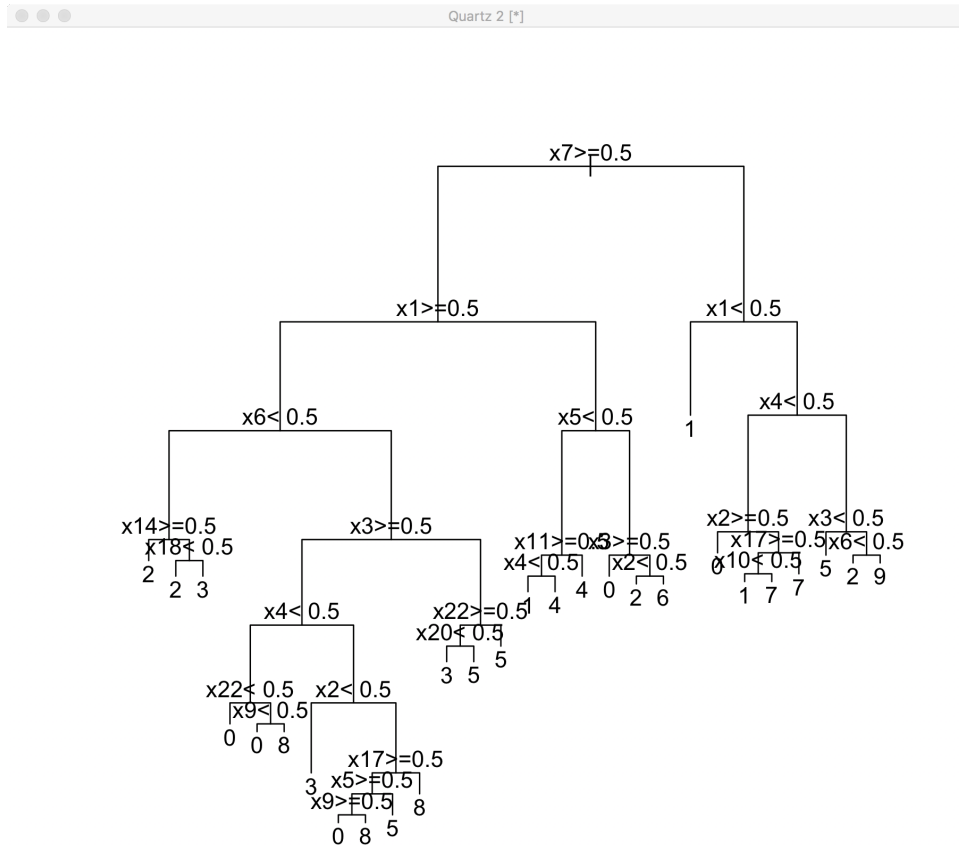 Quartz 2 [*]
x7>=0.5
x1>=0.5
x1< 0.5
x6< 0.5
x5< 0.5
x4< 0.5
1
x14>=0.5
x3>=0.5
x11>=0.5
x3>=0.5
x2>=0.5
x3< 0.5
x18< 0.5
x4< 0.5
x2< 0.5
x17>=0.5
x6< 0.5
x10< 0.5
2
2 3
1 4
4
0
2 6
0
1 7
7
5
2 9
x4< 0.5
x22>=0.5
x20< 0.5
3 5
5
x22< 0.5
x2< 0.5
x9< 0.5
0
0 8
x17>=0.5
3
x5>=0.5
x9>=0.5
8
5
0 8